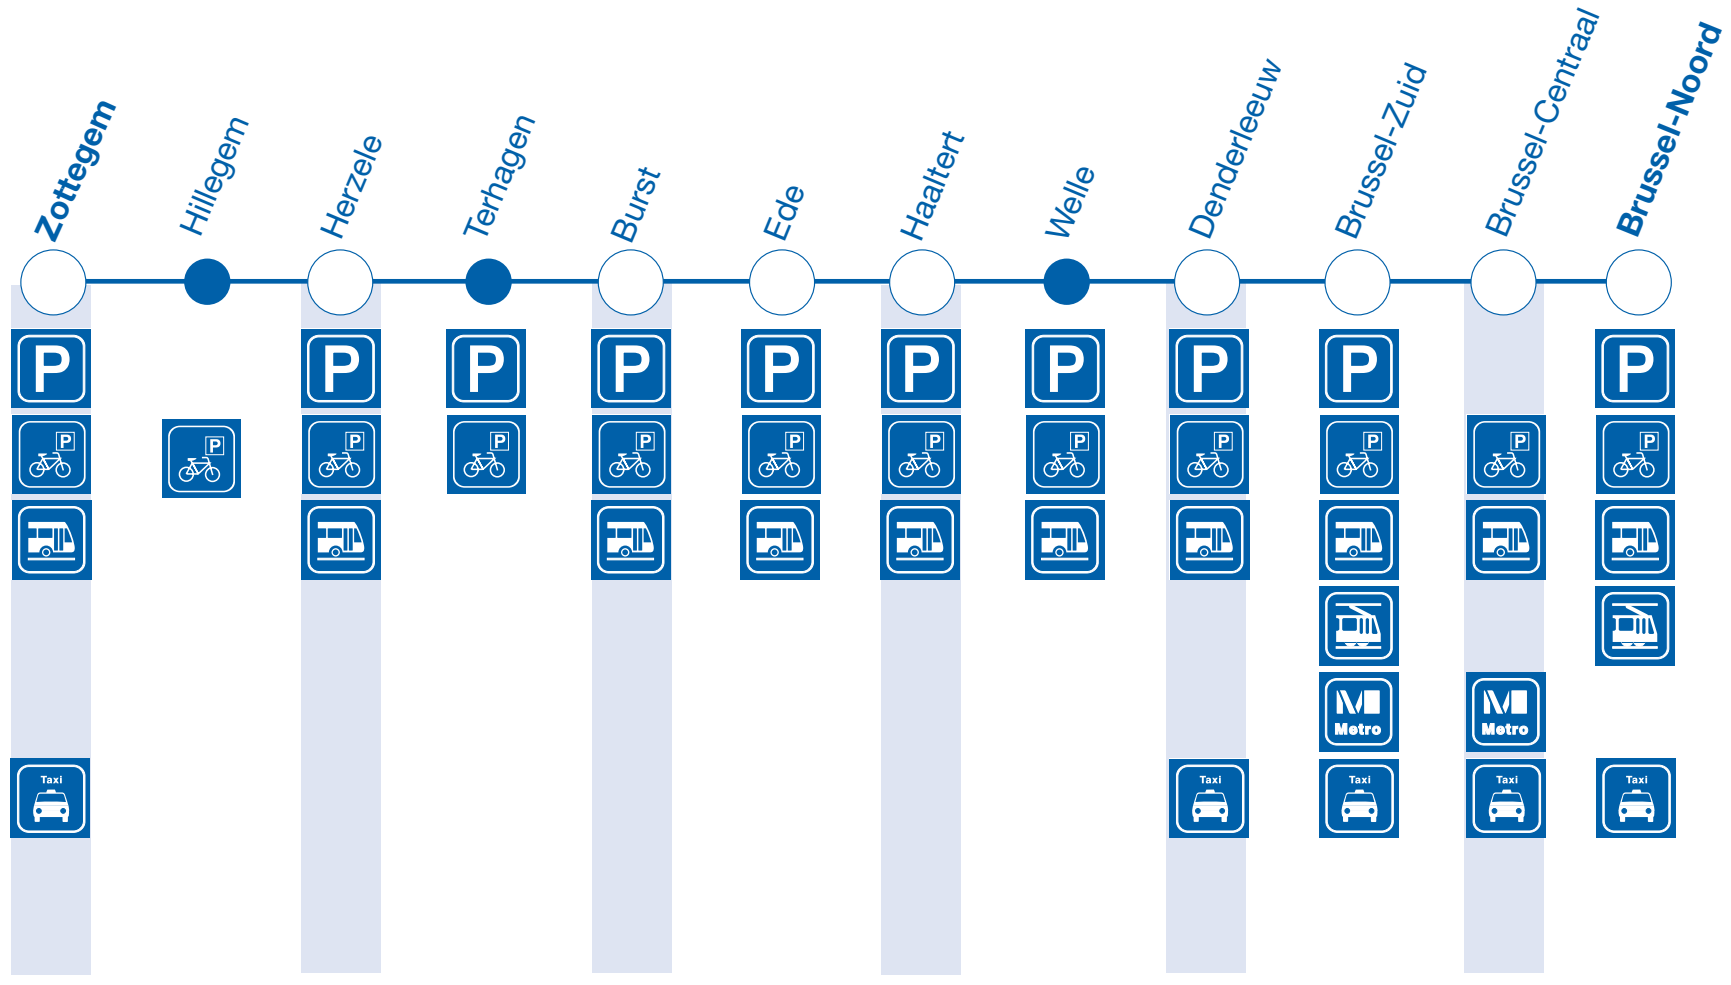 Zottegem
Hillegem
Herzele
Terhagen
Burst
Ede
Haaltert
Welle
Denderleeuw
Brussel-Zuid
Brussel-Centraal
Brussel-Noord
P P P P P P P P P P
P P P P P P P P P P P P
M M
Metro Metro
Taxi Taxi Taxi Taxi Taxi